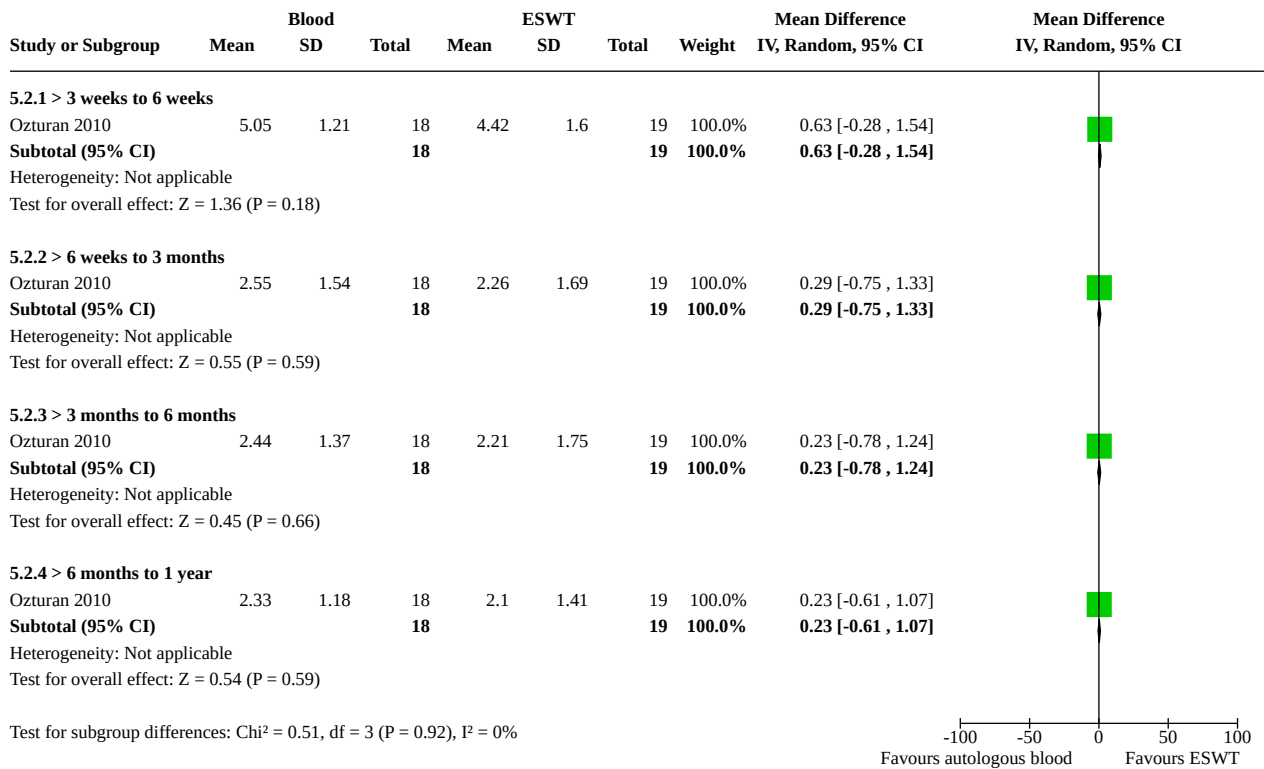 Blood ESWT Mean Difference Mean Difference
Study or Subgroup Mean SD Total Mean SD Total Weight IV, Random, 95% CI IV, Random, 95% CI
5.2.1 > 3 weeks to 6 weeks
Ozturan 2010 5.05 1.21 18 4.42 1.6 19 100.0% 0.63 [-0.28 , 1.54]
Subtotal (95% CI) 18 19 100.0% 0.63 [-0.28 , 1.54]
Heterogeneity: Not applicable
Test for overall effect: Z = 1.36 (P = 0.18)
5.2.2 > 6 weeks to 3 months
Ozturan 2010 2.55 1.54 18 2.26 1.69 19 100.0% 0.29 [-0.75 , 1.33]
Subtotal (95% CI) 18 19 100.0% 0.29 [-0.75 , 1.33]
Heterogeneity: Not applicable
Test for overall effect: Z = 0.55 (P = 0.59)
5.2.3 > 3 months to 6 months
Ozturan 2010 2.44 1.37 18 2.21 1.75 19 100.0% 0.23 [-0.78 , 1.24]
Subtotal (95% CI) 18 19 100.0% 0.23 [-0.78 , 1.24]
Heterogeneity: Not applicable
Test for overall effect: Z = 0.45 (P = 0.66)
5.2.4 > 6 months to 1 year
Ozturan 2010 2.33 1.18 18 2.1 1.41 19 100.0% 0.23 [-0.61 , 1.07]
Subtotal (95% CI) 18 19 100.0% 0.23 [-0.61 , 1.07]
Heterogeneity: Not applicable
Test for overall effect: Z = 0.54 (P = 0.59)
Test for subgroup differences: Chi² = 0.51, df = 3 (P = 0.92), I² = 0%
-100 -50 0 50 100
Favours autologous blood Favours ESWT